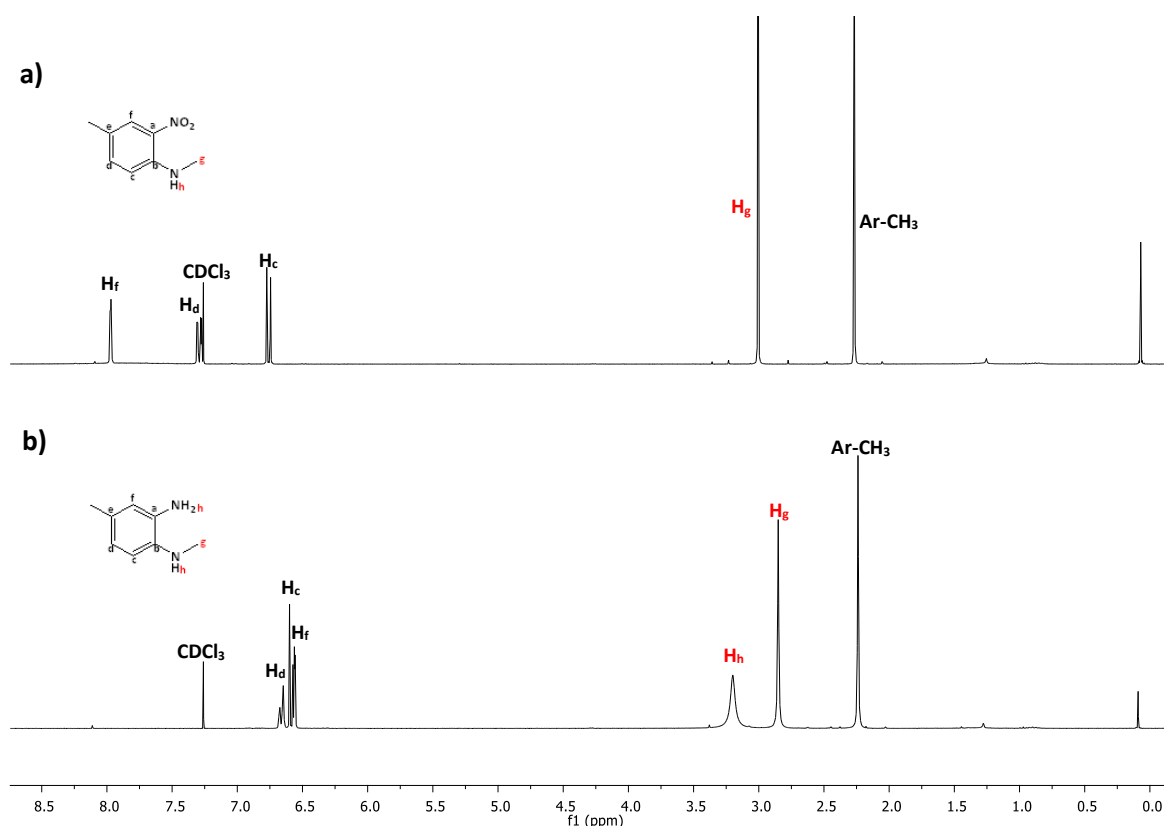 a)
f
e
a
NO₂
d
b
g
c
N
Hh
Hf
Hd
CDCl₃
Hc
Hg
Ar-CH₃
b)
f
e
a
NH₂h
d
b
g
c
N
Hh
CDCl₃
Hd
Hc
Hf
Hh
Hg
Ar-CH₃
8.5 8.0 7.5 7.0 6.5 6.0 5.5 5.0 4.5 4.0 3.5 3.0 2.5 2.0 1.5 1.0 0.5 0.0
f1 (ppm)